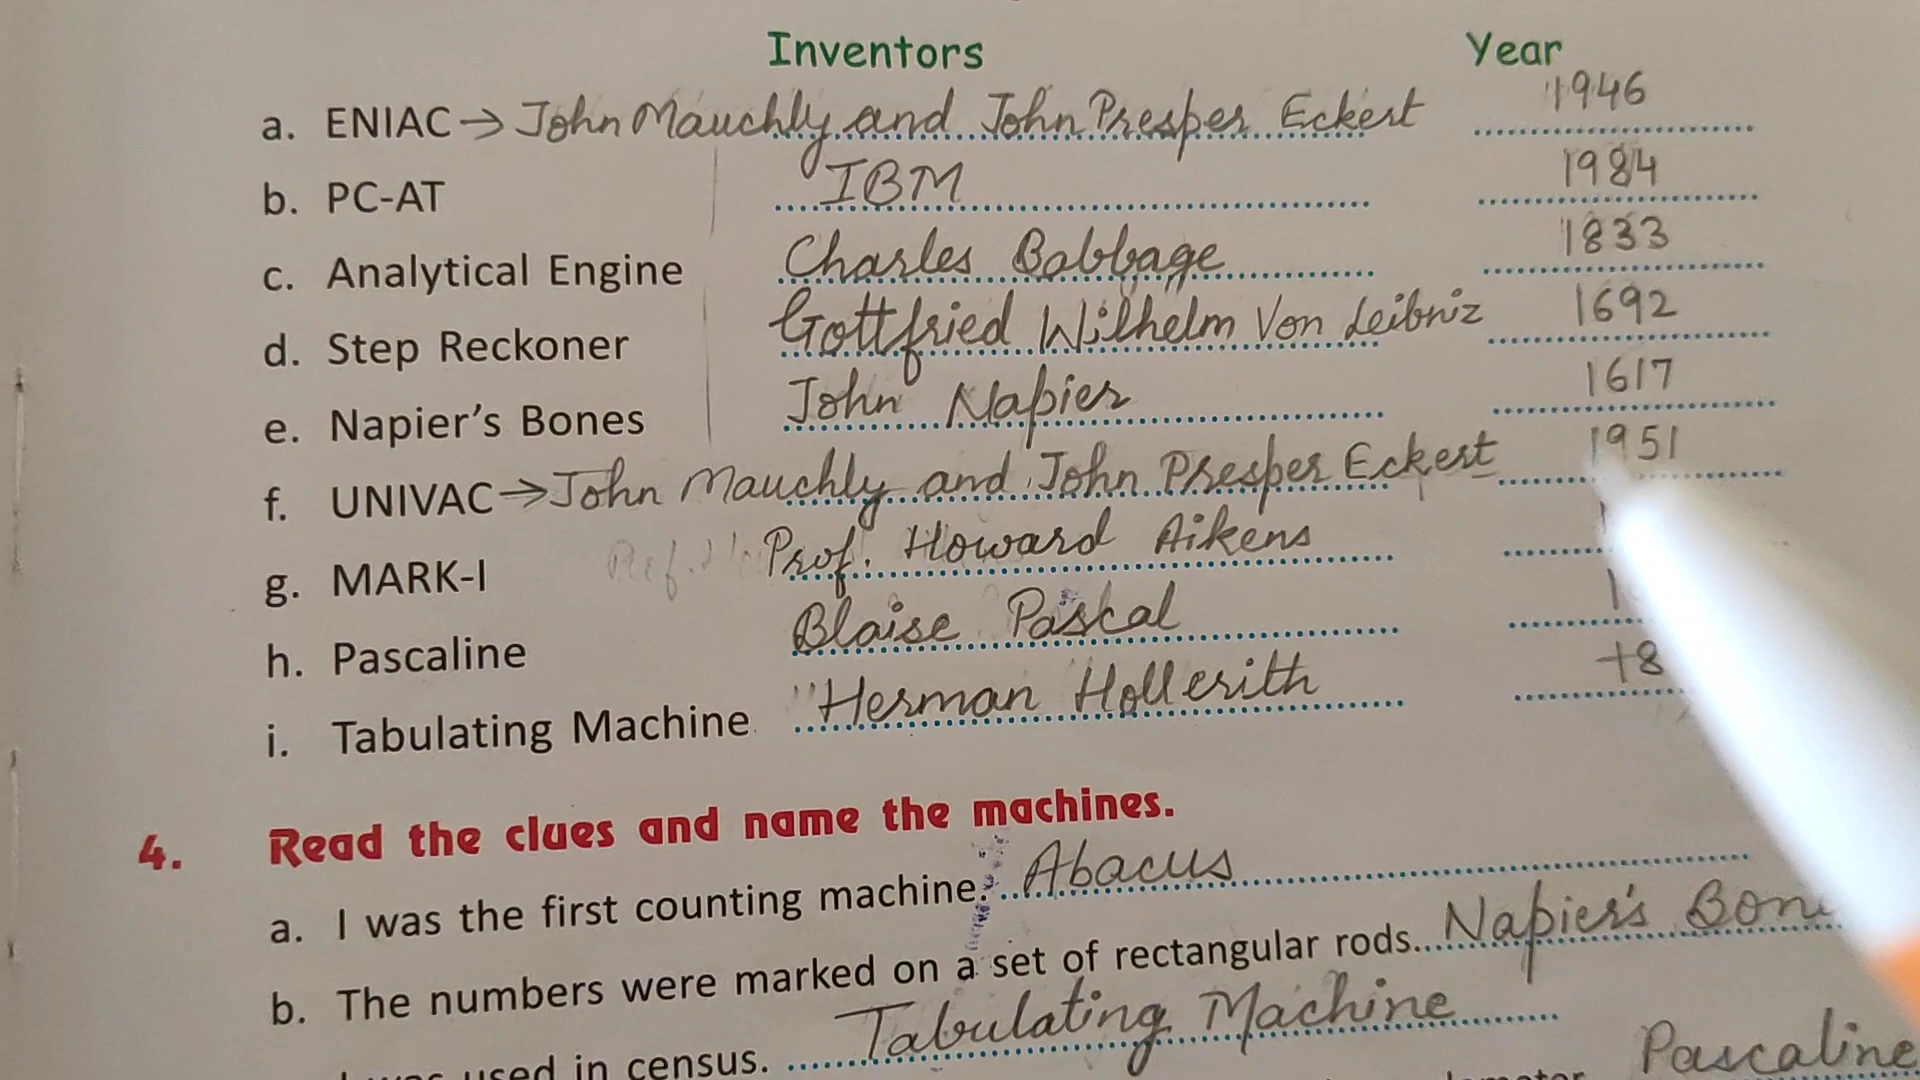 Inventors Year
a. ENIAC → John Mauchly and John Presper Eckert 1946
b. PC-AT IBM 1984
c. Analytical Engine Charles Babbage 1833
d. Step Reckoner Gottfried Wilhelm Von Leibniz 1692
e. Napier's Bones John Napier 1617
f. UNIVAC → John Mauchly and John Presper Eckert 1951
g. MARK-I Prof. Howard Aikens
h. Pascaline Blaise Pascal
i. Tabulating Machine Herman Hollerith
4. Read the clues and name the machines.
a. I was the first counting machine. Abacus
b. The numbers were marked on a set of rectangular rods. Napier's
used in census. Tabulating Machine
Pascaline